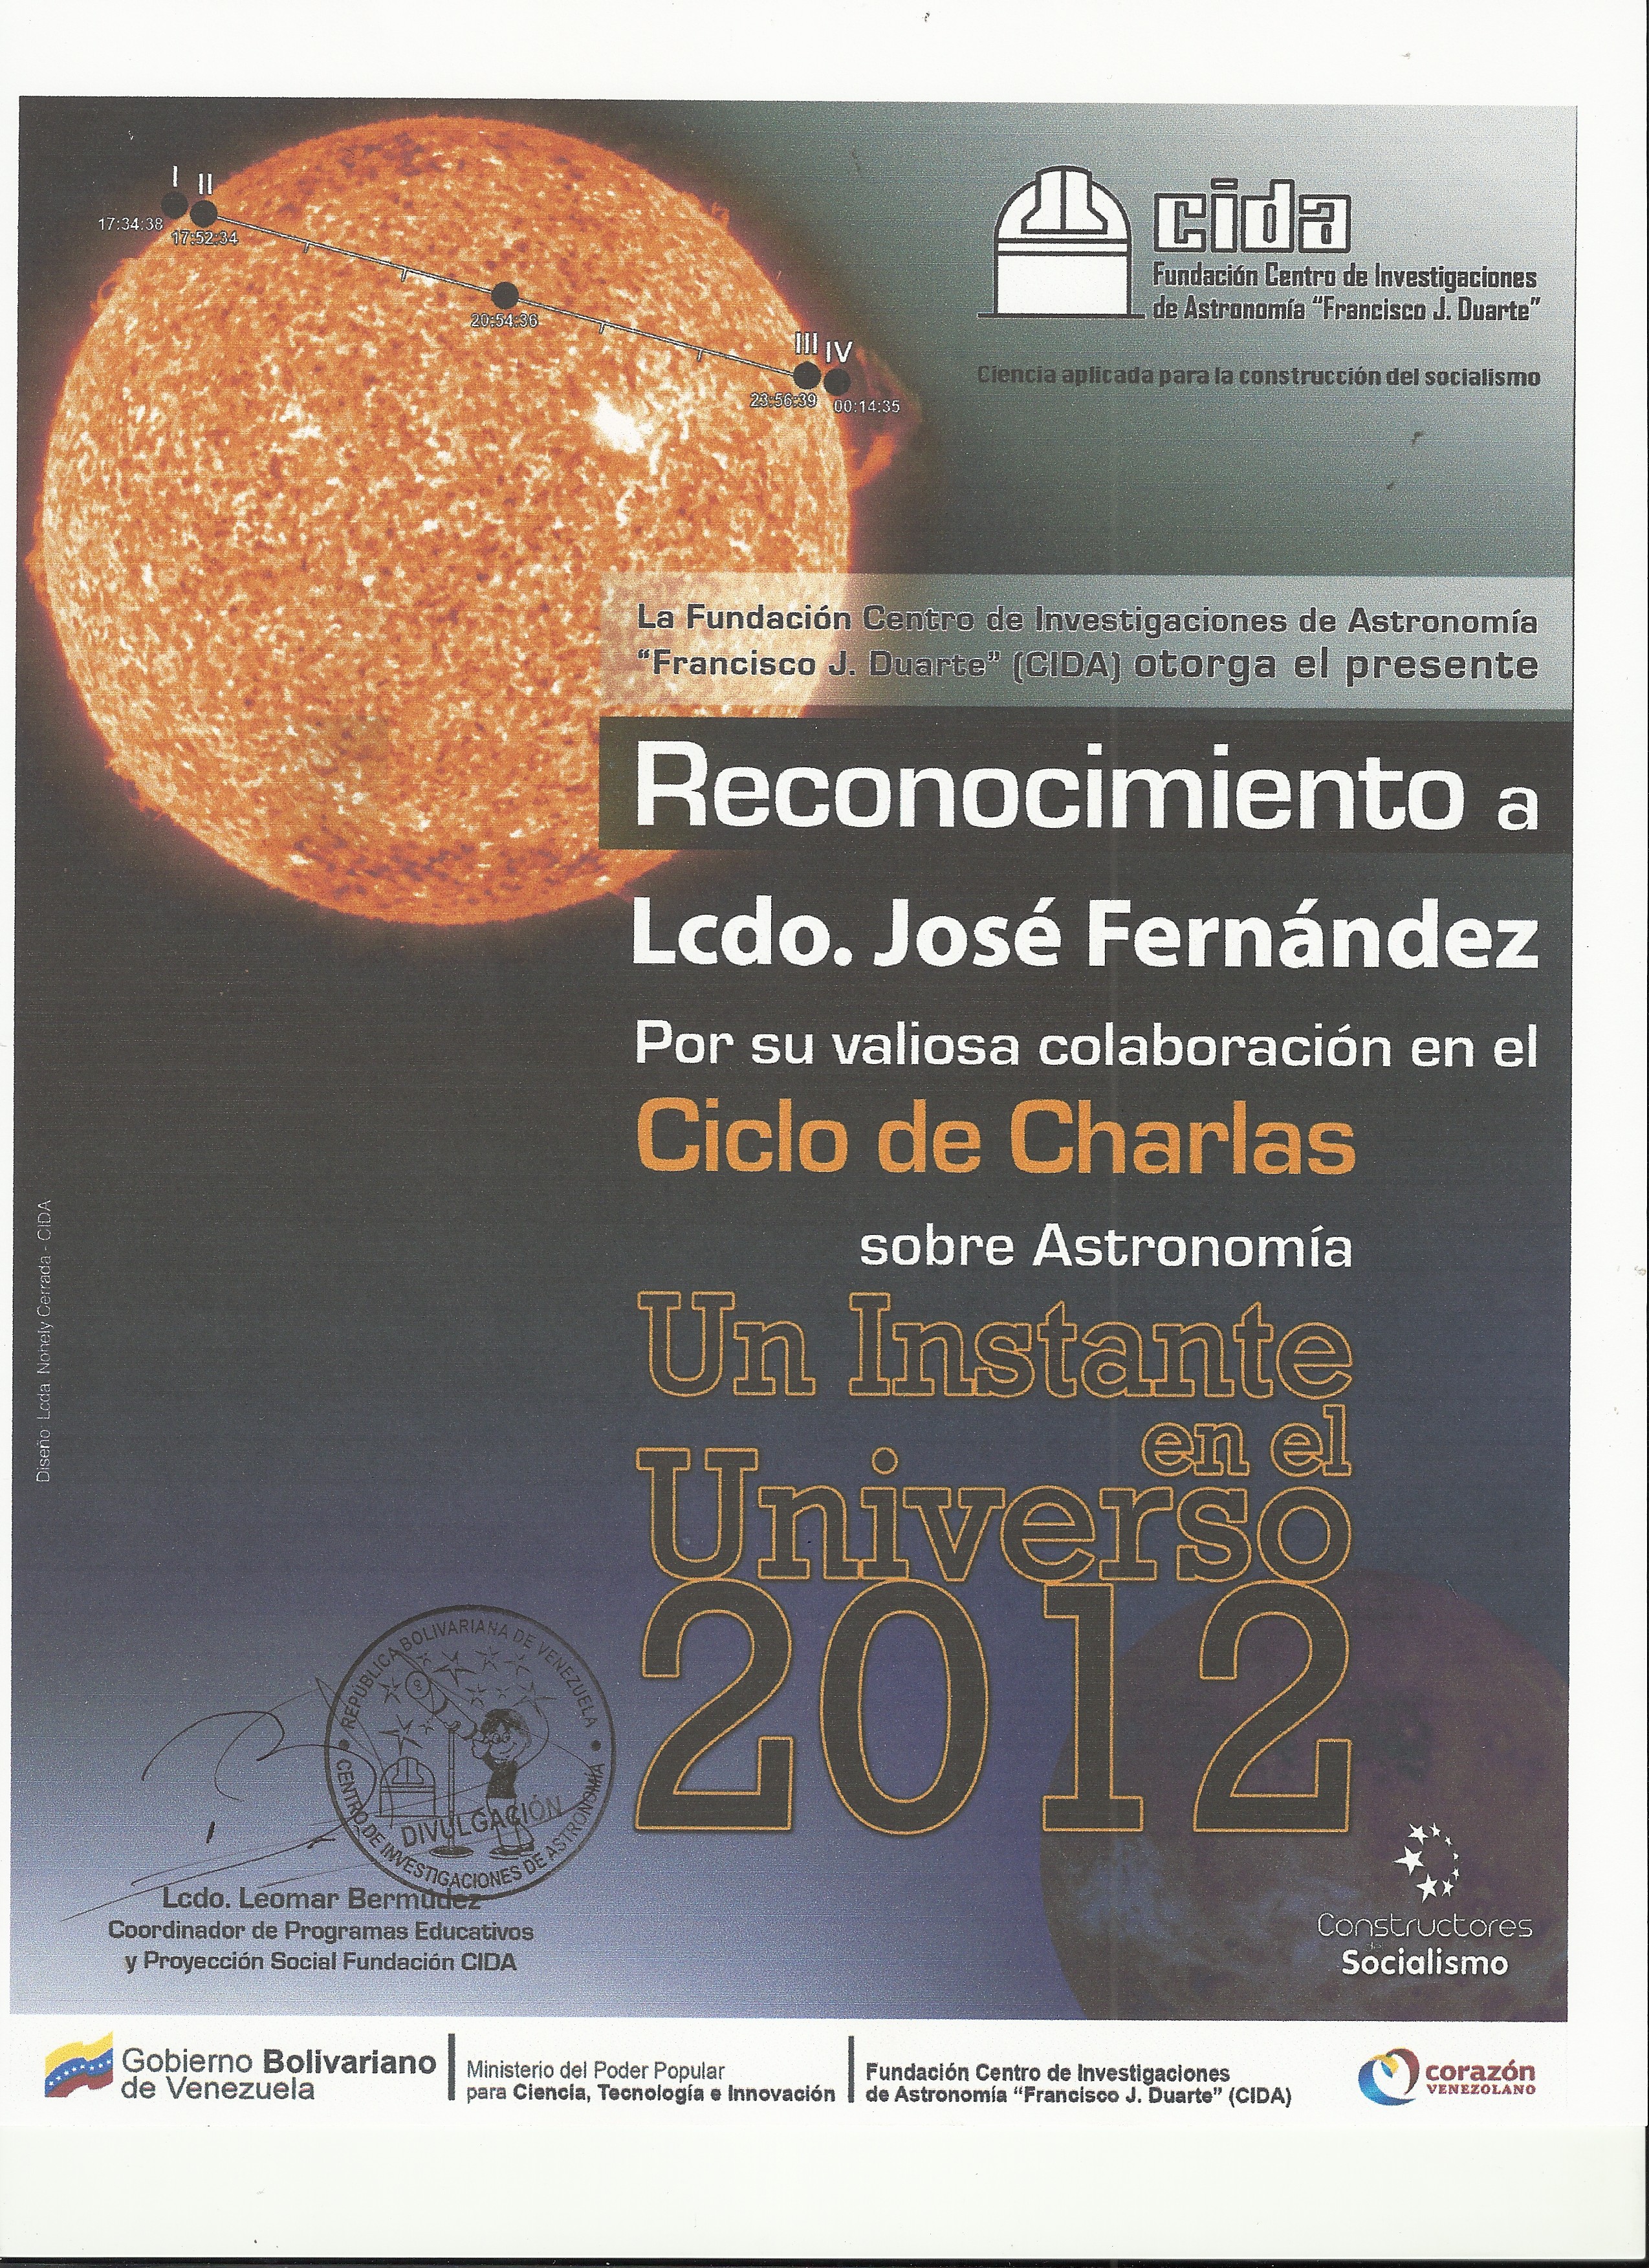 I
II
17:34:38
17:52:34
20:54:36
III
IV
23:56:39
00:14:35
cida
Fundación Centro de Investigaciones
de Astronomía “Francisco J. Duarte”
Ciencia aplicada para la construcción del socialismo
La Fundación Centro de Investigaciones de Astronomía
“Francisco J. Duarte” (CIDA) otorga el presente
Reconocimiento a
Lcdo. José Fernández
Por su valiosa colaboración en el
Ciclo de Charlas
sobre Astronomía
Un Instante
en el
Universo
2012
Diseño: Lcda. Nonely Cerrada - CIDA
REPÚBLICA BOLIVARIANA DE VENEZUELA
CENTRO DE INVESTIGACIONES DE ASTRONOMÍA
DIVULGACIÓN
Lcdo. Leomar Bermúdez
Coordinador de Programas Educativos
y Proyección Social Fundación CIDA
Constructores
del
Socialismo
Gobierno Bolivariano
de Venezuela
Ministerio del Poder Popular
para Ciencia, Tecnología e Innovación
Fundación Centro de Investigaciones
de Astronomía “Francisco J. Duarte” (CIDA)
corazón
VENEZOLANO